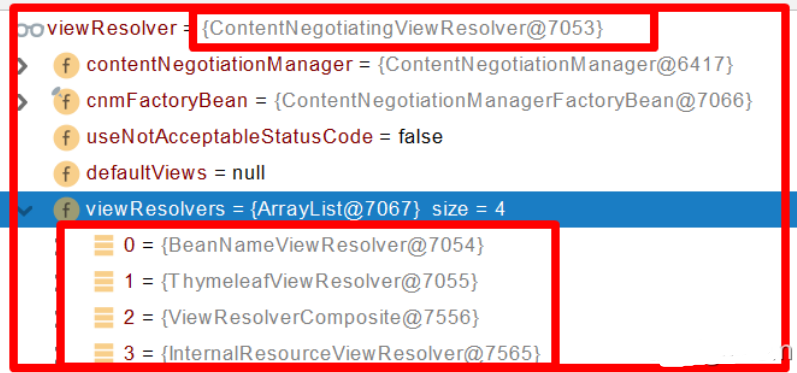 viewResolver = {ContentNegotiatingViewResolver@7053}
f contentNegotiationManager = {ContentNegotiationManager@6417}
f cnmFactoryBean = {ContentNegotiationManagerFactoryBean@7066}
f useNotAcceptableStatusCode = false
f defaultViews = null
f viewResolvers = {ArrayList@7067} size = 4
0 = {BeanNameViewResolver@7054}
1 = {ThymeleafViewResolver@7055}
2 = {ViewResolverComposite@7556}
3 = {InternalResourceViewResolver@7565}